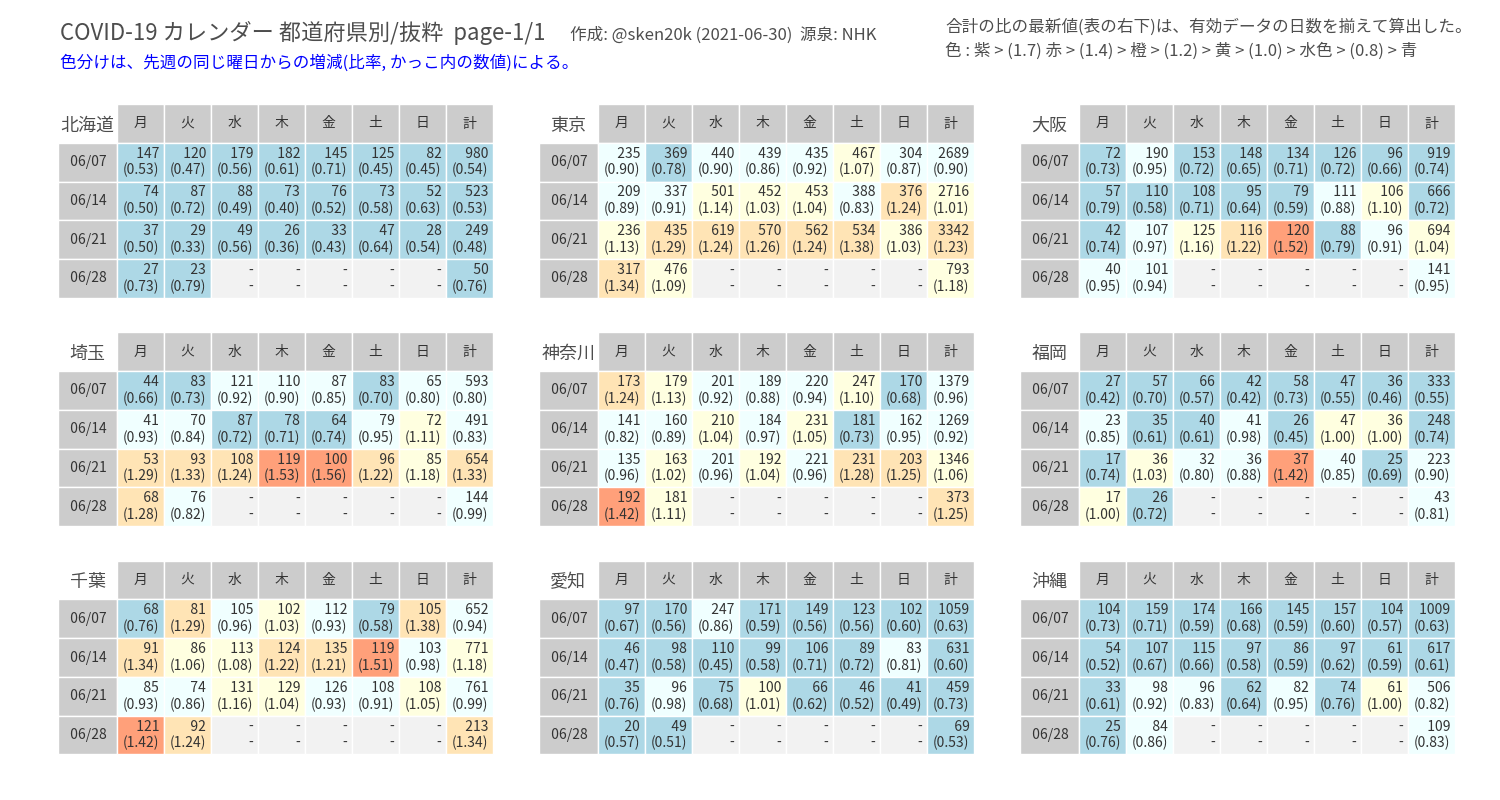 COVID-19 カレンダー 都道府県別/抜粋 page-1/1 作成: @sken20k (2021-06-30) 源泉: NHK
色分けは、先週の同じ曜日からの増減(比率, かっこ内の数値)による。
合計の比の最新値(表の右下)は、有効データの日数を揃えて算出した。
色 : 紫 > (1.7) 赤 > (1.4) > 橙 > (1.2) > 黄 > (1.0) > 水色 > (0.8) > 青
北海道 月 火 水 木 金 土 日 計
06/07 147 120 179 182 145 125 82 980
(0.53) (0.47) (0.56) (0.61) (0.71) (0.45) (0.45) (0.54)
06/14 74 87 88 73 76 73 52 523
(0.50) (0.72) (0.49) (0.40) (0.52) (0.58) (0.63) (0.53)
06/21 37 29 49 26 33 47 28 249
(0.50) (0.33) (0.56) (0.36) (0.43) (0.64) (0.54) (0.48)
06/28 27 23 - - - - - 50
(0.73) (0.79) - - - - - (0.76)
東京 月 火 水 木 金 土 日 計
06/07 235 369 440 439 435 467 304 2689
(0.90) (0.78) (0.90) (0.86) (0.92) (1.07) (0.87) (0.90)
06/14 209 337 501 452 453 388 376 2716
(0.89) (0.91) (1.14) (1.03) (1.04) (0.83) (1.24) (1.01)
06/21 236 435 619 570 562 534 386 3342
(1.13) (1.29) (1.24) (1.26) (1.24) (1.38) (1.03) (1.23)
06/28 317 476 - - - - - 793
(1.34) (1.09) - - - - - (1.18)
大阪 月 火 水 木 金 土 日 計
06/07 72 190 153 148 134 126 96 919
(0.73) (0.95) (0.72) (0.65) (0.71) (0.72) (0.66) (0.74)
06/14 57 110 108 95 79 111 106 666
(0.79) (0.58) (0.71) (0.64) (0.59) (0.88) (1.10) (0.72)
06/21 42 107 125 116 120 88 96 694
(0.74) (0.97) (1.16) (1.22) (1.52) (0.79) (0.91) (1.04)
06/28 40 101 - - - - - 141
(0.95) (0.94) - - - - - (0.95)
埼玉 月 火 水 木 金 土 日 計
06/07 44 83 121 110 87 83 65 593
(0.66) (0.73) (0.92) (0.90) (0.85) (0.70) (0.80) (0.80)
06/14 41 70 87 78 64 79 72 491
(0.93) (0.84) (0.72) (0.71) (0.74) (0.95) (1.11) (0.83)
06/21 53 93 108 119 100 96 85 654
(1.29) (1.33) (1.24) (1.53) (1.56) (1.22) (1.18) (1.33)
06/28 68 76 - - - - - 144
(1.28) (0.82) - - - - - (0.99)
神奈川 月 火 水 木 金 土 日 計
06/07 173 179 201 189 220 247 170 1379
(1.24) (1.13) (0.92) (0.88) (0.94) (1.10) (0.68) (0.96)
06/14 141 160 210 184 231 181 162 1269
(0.82) (0.89) (1.04) (0.97) (1.05) (0.73) (0.95) (0.92)
06/21 135 163 201 192 221 231 203 1346
(0.96) (1.02) (0.96) (1.04) (0.96) (1.28) (1.25) (1.06)
06/28 192 181 - - - - - 373
(1.42) (1.11) - - - - - (1.25)
福岡 月 火 水 木 金 土 日 計
06/07 27 57 66 42 58 47 36 333
(0.42) (0.70) (0.57) (0.42) (0.73) (0.55) (0.46) (0.55)
06/14 23 35 40 41 26 47 36 248
(0.85) (0.61) (0.61) (0.98) (0.45) (1.00) (1.00) (0.74)
06/21 17 36 32 36 37 40 25 223
(0.74) (1.03) (0.80) (0.88) (1.42) (0.85) (0.69) (0.90)
06/28 17 26 - - - - - 43
(1.00) (0.72) - - - - - (0.81)
千葉 月 火 水 木 金 土 日 計
06/07 68 81 105 102 112 79 105 652
(0.76) (1.29) (0.96) (1.03) (0.93) (0.58) (1.38) (0.94)
06/14 91 86 113 124 135 119 103 771
(1.34) (1.06) (1.08) (1.22) (1.21) (1.51) (0.98) (1.18)
06/21 85 74 131 129 126 108 108 761
(0.93) (0.86) (1.16) (1.04) (0.93) (0.91) (1.05) (0.99)
06/28 121 92 - - - - - 213
(1.42) (1.24) - - - - - (1.34)
愛知 月 火 水 木 金 土 日 計
06/07 97 170 247 171 149 123 102 1059
(0.67) (0.56) (0.86) (0.59) (0.56) (0.56) (0.60) (0.63)
06/14 46 98 110 99 106 89 83 631
(0.47) (0.58) (0.45) (0.58) (0.71) (0.72) (0.81) (0.60)
06/21 35 96 75 100 66 46 41 459
(0.76) (0.98) (0.68) (1.01) (0.62) (0.52) (0.49) (0.73)
06/28 20 49 - - - - - 69
(0.57) (0.51) - - - - - (0.53)
沖縄 月 火 水 木 金 土 日 計
06/07 104 159 174 166 145 157 104 1009
(0.73) (0.71) (0.59) (0.68) (0.59) (0.60) (0.57) (0.63)
06/14 54 107 115 97 86 97 61 617
(0.52) (0.67) (0.66) (0.58) (0.59) (0.62) (0.59) (0.61)
06/21 33 98 96 62 82 74 61 506
(0.61) (0.92) (0.83) (0.64) (0.95) (0.76) (1.00) (0.82)
06/28 25 84 - - - - - 109
(0.76) (0.86) - - - - - (0.83)